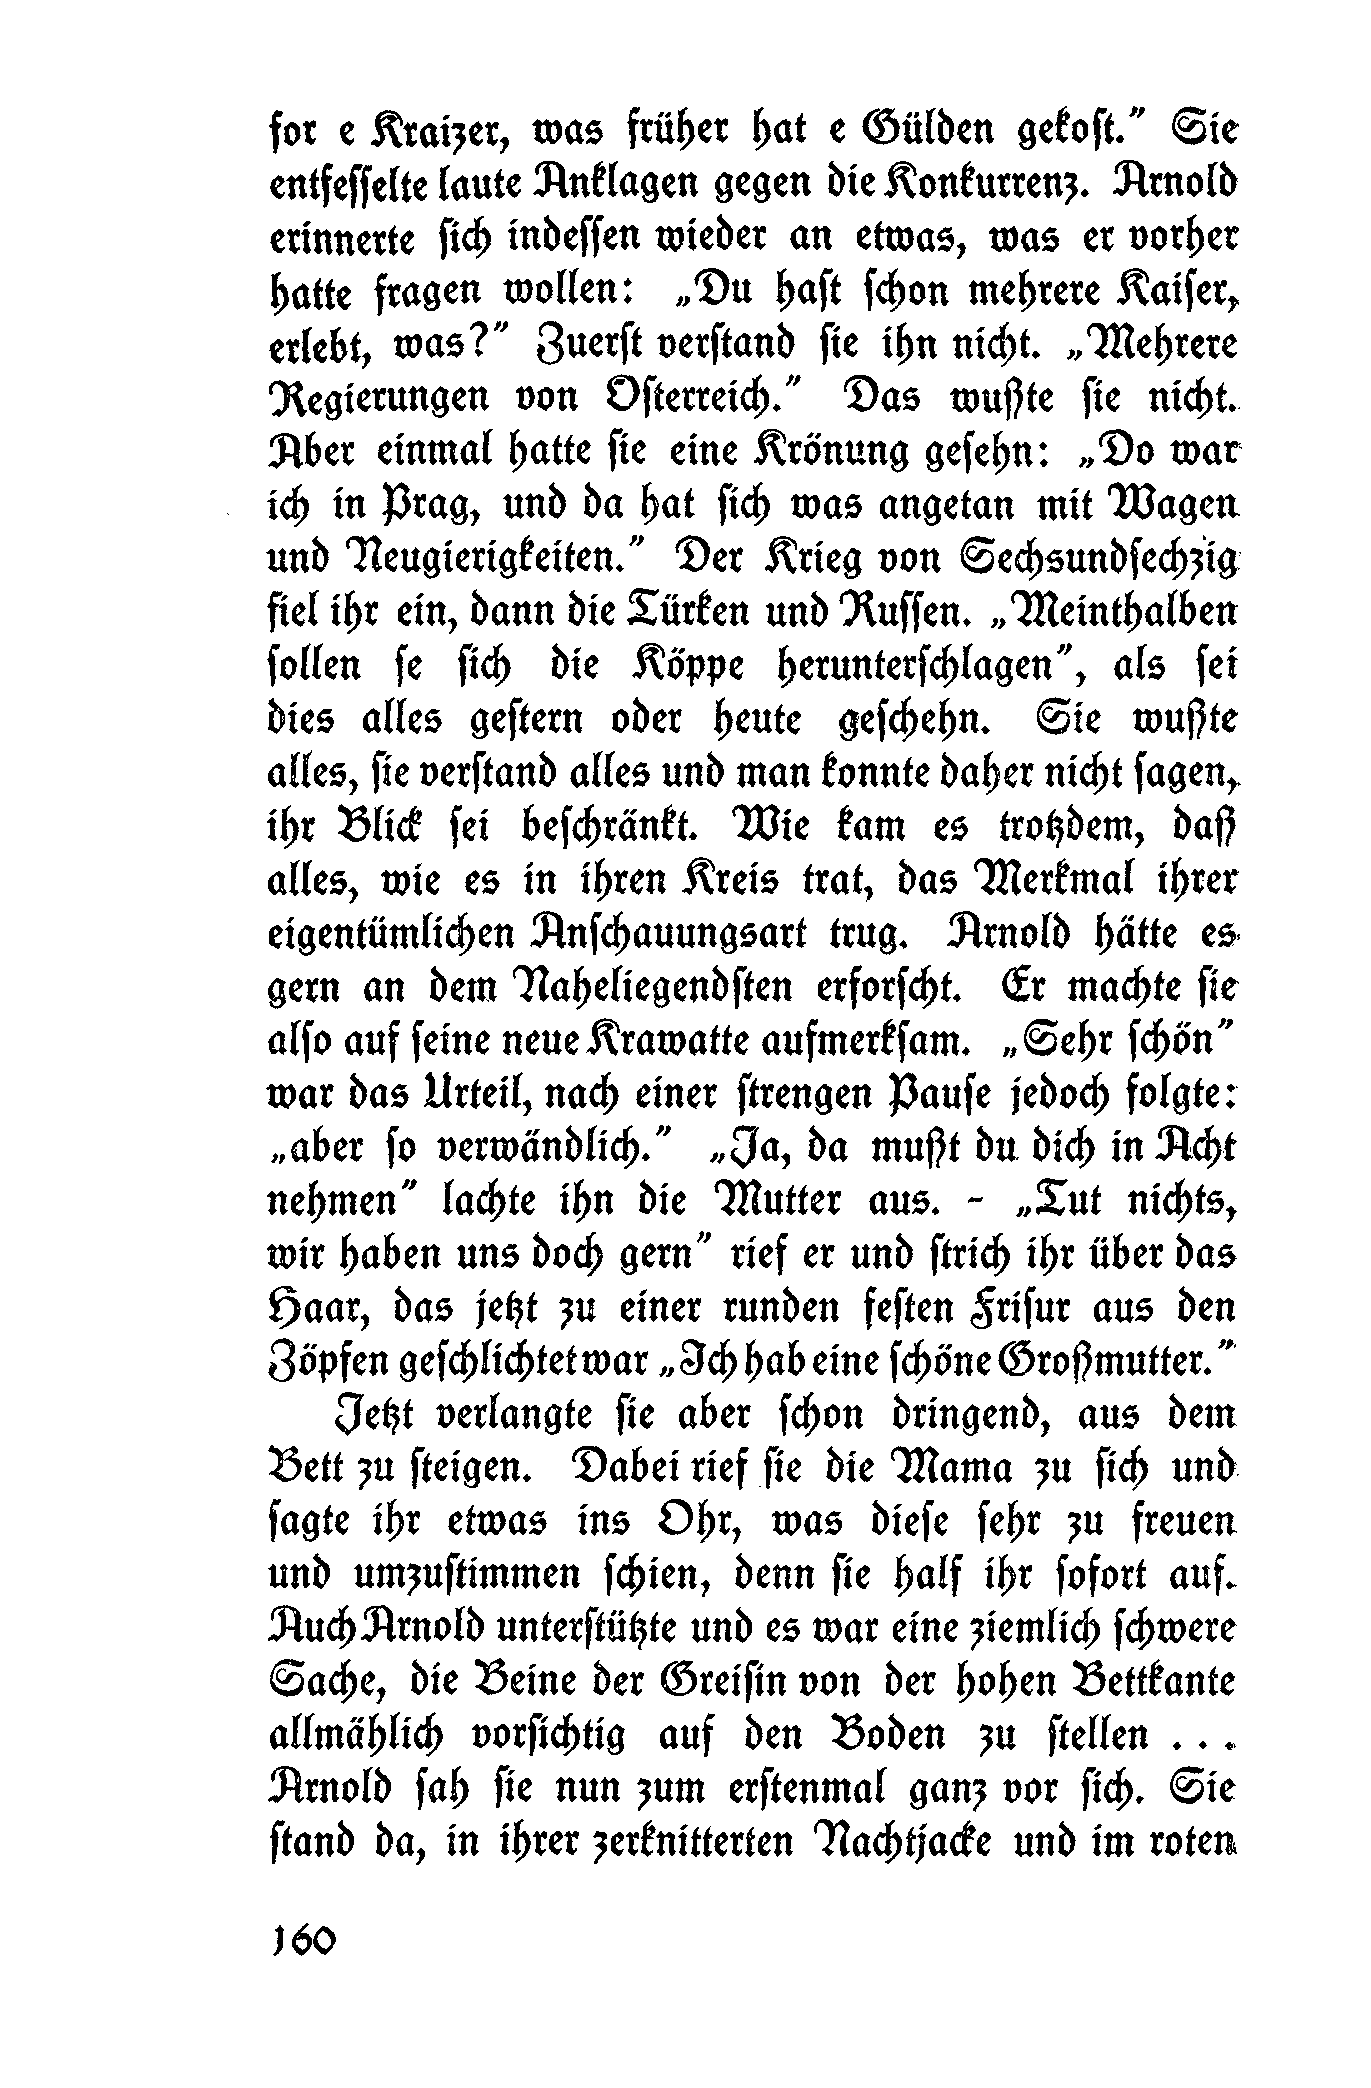 for e Kraizer, was früher hat e Gülden gekost.” Sie
entfesselte laute Anklagen gegen die Konkurrenz. Arnold
erinnerte sich indessen wieder an etwas, was er vorher
hatte fragen wollen: „Du hast schon mehrere Kaiser,
erlebt, was?” Zuerst verstand sie ihn nicht. „Mehrere
Regierungen von Osterreich.” Das wußte sie nicht.
Aber einmal hatte sie eine Krönung gesehn: „Do war
ich in Prag, und da hat sich was angetan mit Wagen
und Neugierigkeiten.” Der Krieg von Sechsundsechzig
fiel ihr ein, dann die Türken und Russen. „Meinthalben
sollen se sich die Köppe herunterschlagen”, als sei
dies alles gestern oder heute geschehn. Sie wußte
alles, sie verstand alles und man konnte daher nicht sagen,
ihr Blick sei beschränkt. Wie kam es trotzdem, daß
alles, wie es in ihren Kreis trat, das Merkmal ihrer
eigentümlichen Anschauungsart trug. Arnold hätte es
gern an dem Naheliegendsten erforscht. Er machte sie
also auf seine neue Krawatte aufmerksam. „Sehr schön”
war das Urteil, nach einer strengen Pause jedoch folgte:
„aber so verwändlich.” „Ja, da mußt du dich in Acht
nehmen” lachte ihn die Mutter aus. - „Tut nichts,
wir haben uns doch gern” rief er und strich ihr über das
Haar, das jetzt zu einer runden festen Frisur aus den
Zöpfen geschlichtet war „Ich hab eine schöne Großmutter.”
Jetzt verlangte sie aber schon dringend, aus dem
Bett zu steigen. Dabei rief sie die Mama zu sich und
sagte ihr etwas ins Ohr, was diese sehr zu freuen
und umzustimmen schien, denn sie half ihr sofort auf.
Auch Arnold unterstützte und es war eine ziemlich schwere
Sache, die Beine der Greisin von der hohen Bettkante
allmählich vorsichtig auf den Boden zu stellen . . .
Arnold sah sie nun zum erstenmal ganz vor sich. Sie
stand da, in ihrer zerknitterten Nachtjacke und im roten
160